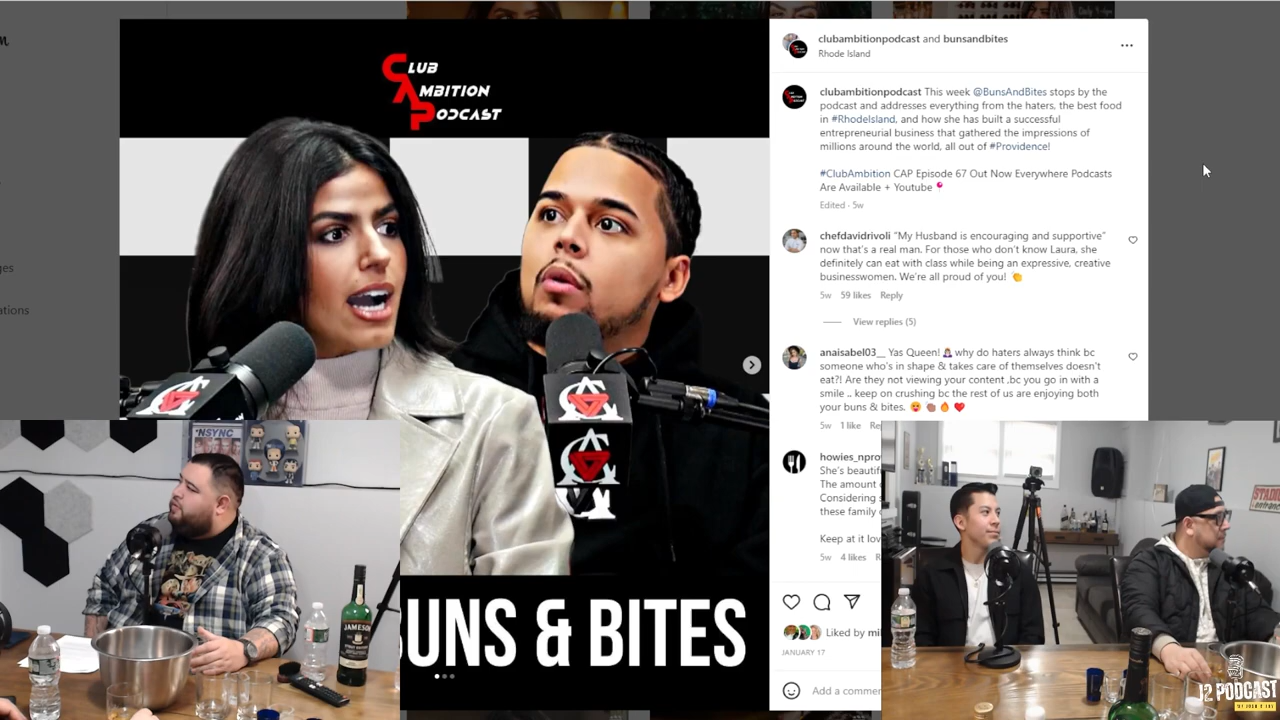 CLUB
AMBITION
PODCAST
BUNS & BITES
clubambitionpodcast and bunsandbites
Rhode Island
clubambitionpodcast This week @BunsAndBites stops by the
podcast and addresses everything from the haters, the best food
in #RhodeIsland, and how she has built a successful
entrepreneurial business that gathered the impressions of
millions around the world, all out of #Providence!
#ClubAmbition CAP Episode 67 Out Now Everywhere Podcasts
Are Available + Youtube
Edited · 5w
chefdavidrivoli "My Husband is encouraging and supportive"
now that's a real man. For those who don't know Laura, she
definitely can eat with class while being an expressive, creative
businesswomen. We're all proud of you! 👏
5w 59 likes Reply
View replies (5)
anaisabel03__ Yas Queen! 🙇🏻‍♀️ why do haters always think bc
someone who's in shape & takes care of themselves doesn't
eat?! Are they not viewing your content ,bc you go in with a
smile .. keep on crushing bc the rest of us are enjoying both
your buns & bites. 🥰 👏🏽 🔥 ❤️
5w 1 like Re
howies_npro
She's beautif
The amount o
Considering s
these family c
Keep at it lov
5w 4 likes R
Liked by mi
JANUARY 17
Add a commen
ges
ations
*NSYNC
JAMESON
J2 PODCAST